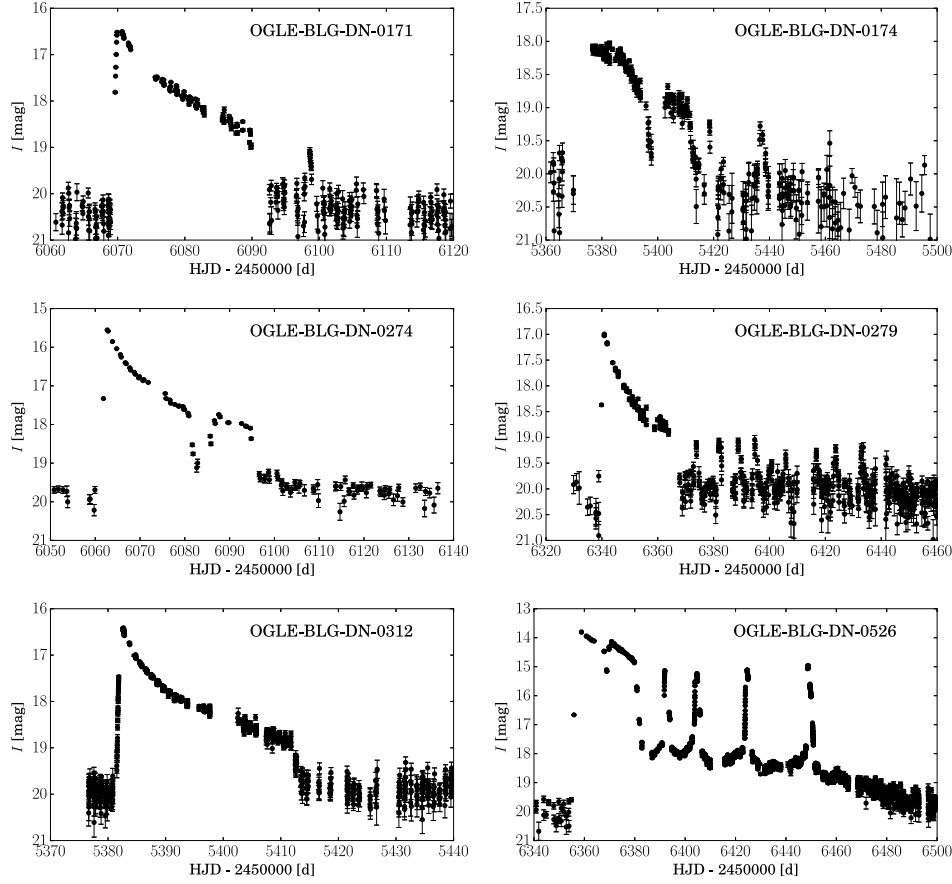 OGLE-BLG-DN-0171
I [mag]
16
17
18
19
20
21
6060 6070 6080 6090 6100 6110 6120
HJD - 2450000 [d]
OGLE-BLG-DN-0174
I [mag]
17.5
18.0
18.5
19.0
19.5
20.0
20.5
21.0
5360 5380 5400 5420 5440 5460 5480 5500
HJD - 2450000 [d]
OGLE-BLG-DN-0274
I [mag]
15
16
17
18
19
20
21
6050 6060 6070 6080 6090 6100 6110 6120 6130 6140
HJD - 2450000 [d]
OGLE-BLG-DN-0279
I [mag]
16.5
17.0
17.5
18.0
18.5
19.0
19.5
20.0
20.5
21.0
6320 6340 6360 6380 6400 6420 6440 6460
HJD - 2450000 [d]
OGLE-BLG-DN-0312
I [mag]
16
17
18
19
20
21
5370 5380 5390 5400 5410 5420 5430 5440
HJD - 2450000 [d]
OGLE-BLG-DN-0526
I [mag]
13
14
15
16
17
18
19
20
21
6340 6360 6380 6400 6420 6440 6460 6480 6500
HJD - 2450000 [d]